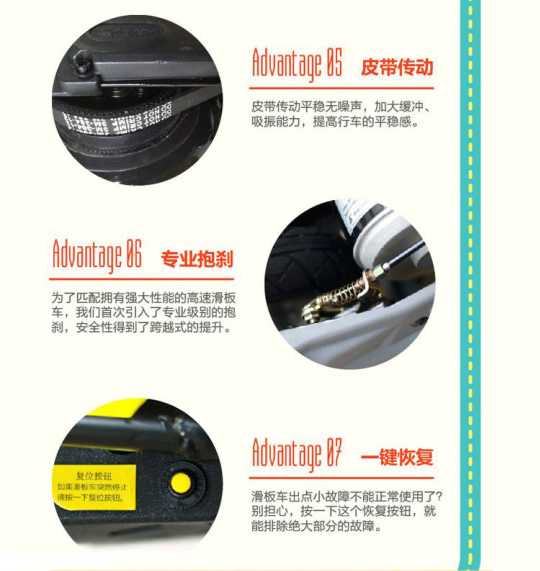 Advantage 05 皮带传动
皮带传动平稳无噪声，加大缓冲、
吸振能力，提高行车的平稳感。
Advantage 06 专业抱刹
为了匹配拥有强大性能的高速滑板
车，我们首次引入了专业级别的抱
刹，安全性得到了跨越式的提升。
复位按钮
如果滑板车突然停止
请按一下复位按钮。
Advantage 07 一键恢复
滑板车出点小故障不能正常使用了？
别担心，按一下这个恢复按钮，就
能排除绝大部分的故障。